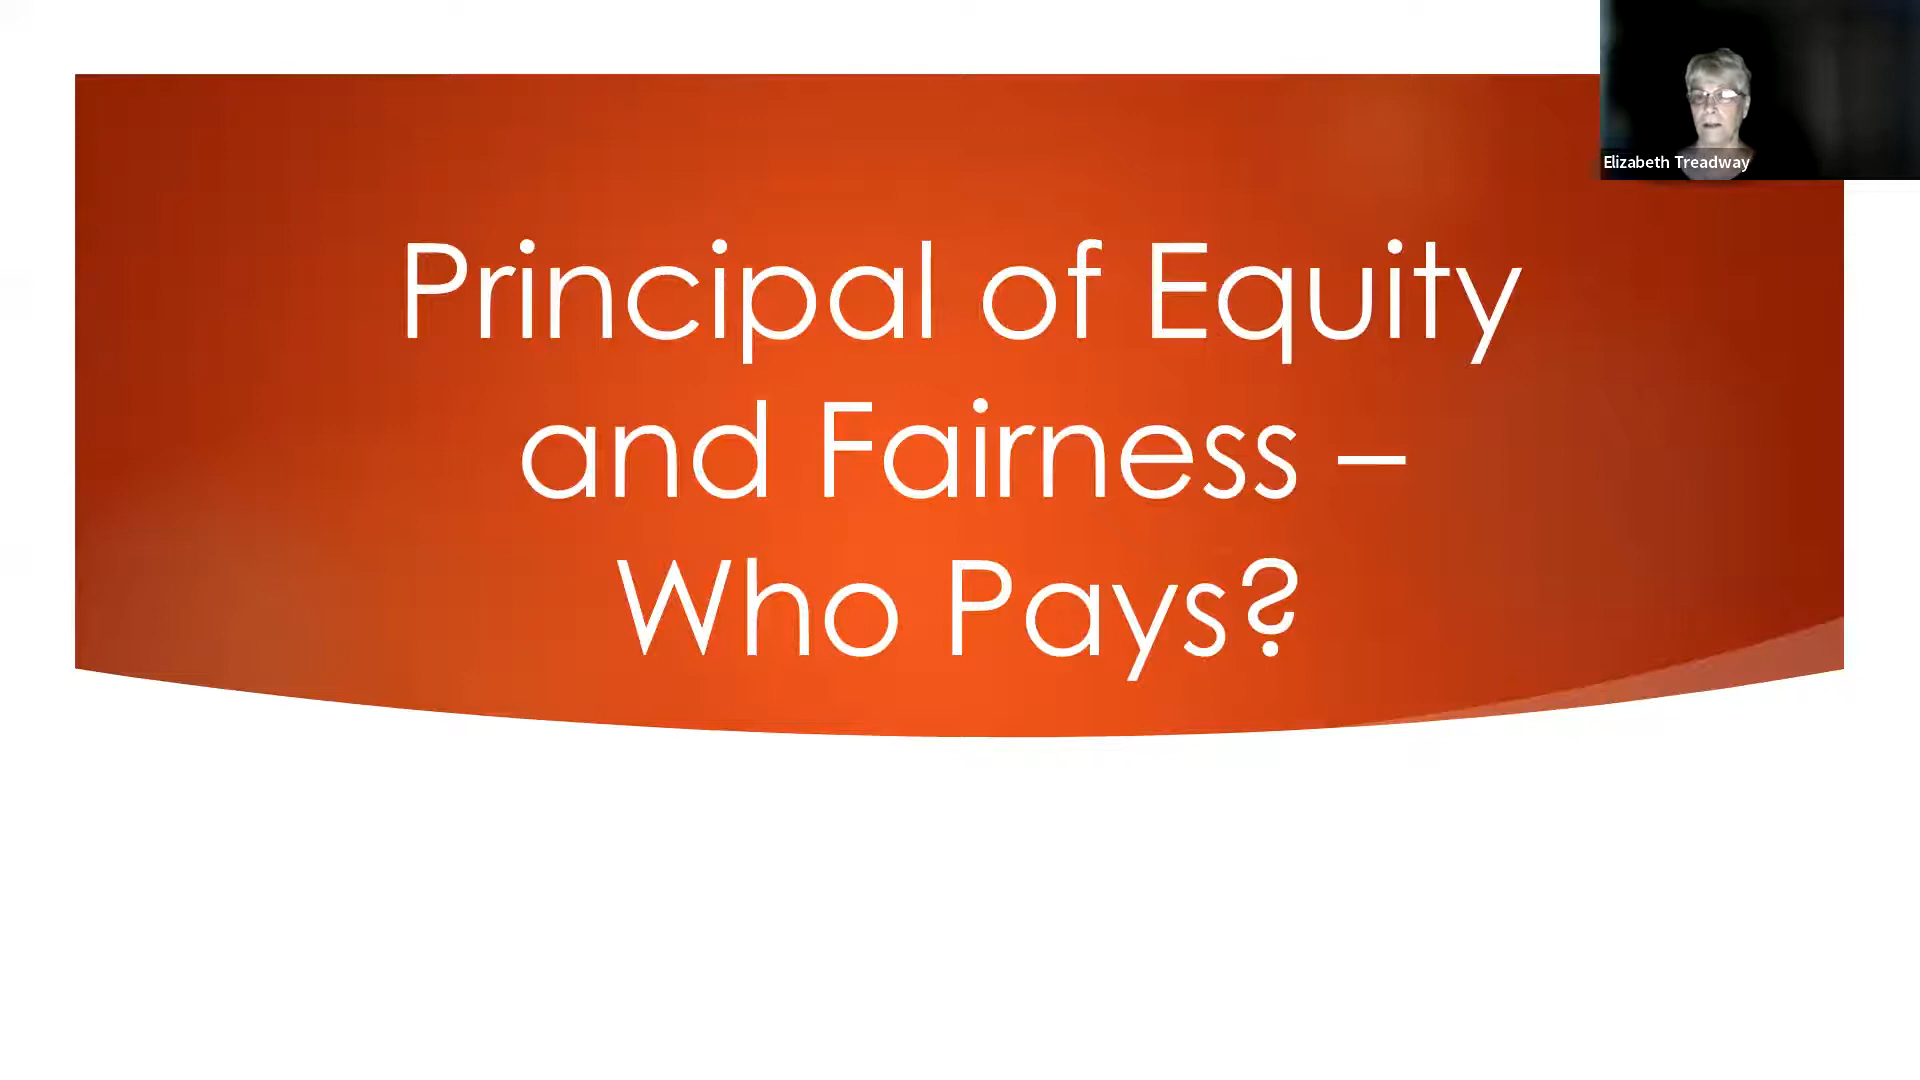 Elizabeth Treadway
Principal of Equity
and Fairness –
Who Pays?